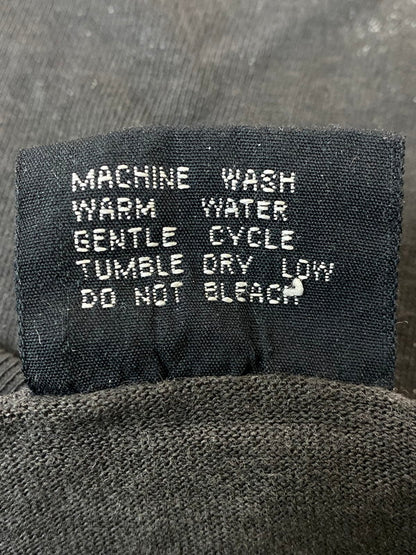 MACHINE WASH
WARM WATER
GENTLE CYCLE
TUMBLE DRY LOW
DO NOT BLEACH